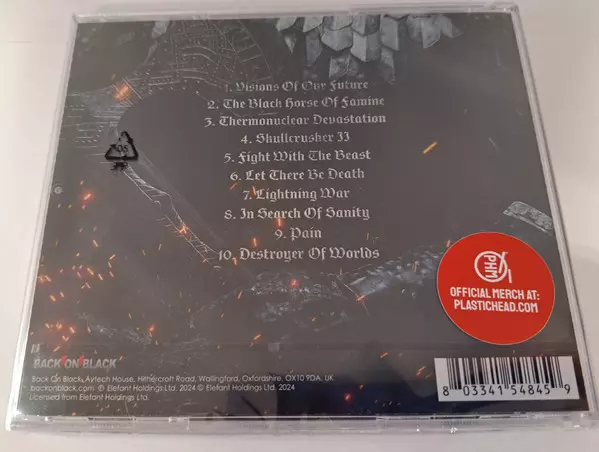 1. Visions Of Our Future
2. The Black Horse Of Famine
3. Thermonuclear Devastation
4. Skullcrusher II
5. Fight With The Beast
6. Let There Be Death
7. Lightning War
8. In Search Of Sanity
9. Pain
10. Destroyer Of Worlds
PHM
OFFICIAL MERCH AT:
PLASTICHEAD.COM
BACK ON BLACK
Back On Black, Avtech House, Hithercroft Road, Wallingford, Oxfordshire, OX10 9DA, UK
backonblack.com ℗ Elefant Holdings Ltd. 2024 © Elefant Holdings Ltd. 2024
Licensed from Elefant Holdings Ltd.
8 03341 54845 9